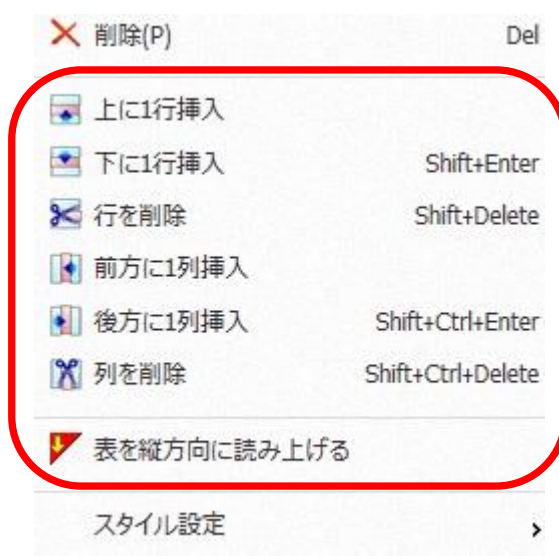 削除(P) Del
上に1行挿入
下に1行挿入 Shift+Enter
行を削除 Shift+Delete
前方に1列挿入
後方に1列挿入 Shift+Ctrl+Enter
列を削除 Shift+Ctrl+Delete
表を縦方向に読み上げる
スタイル設定